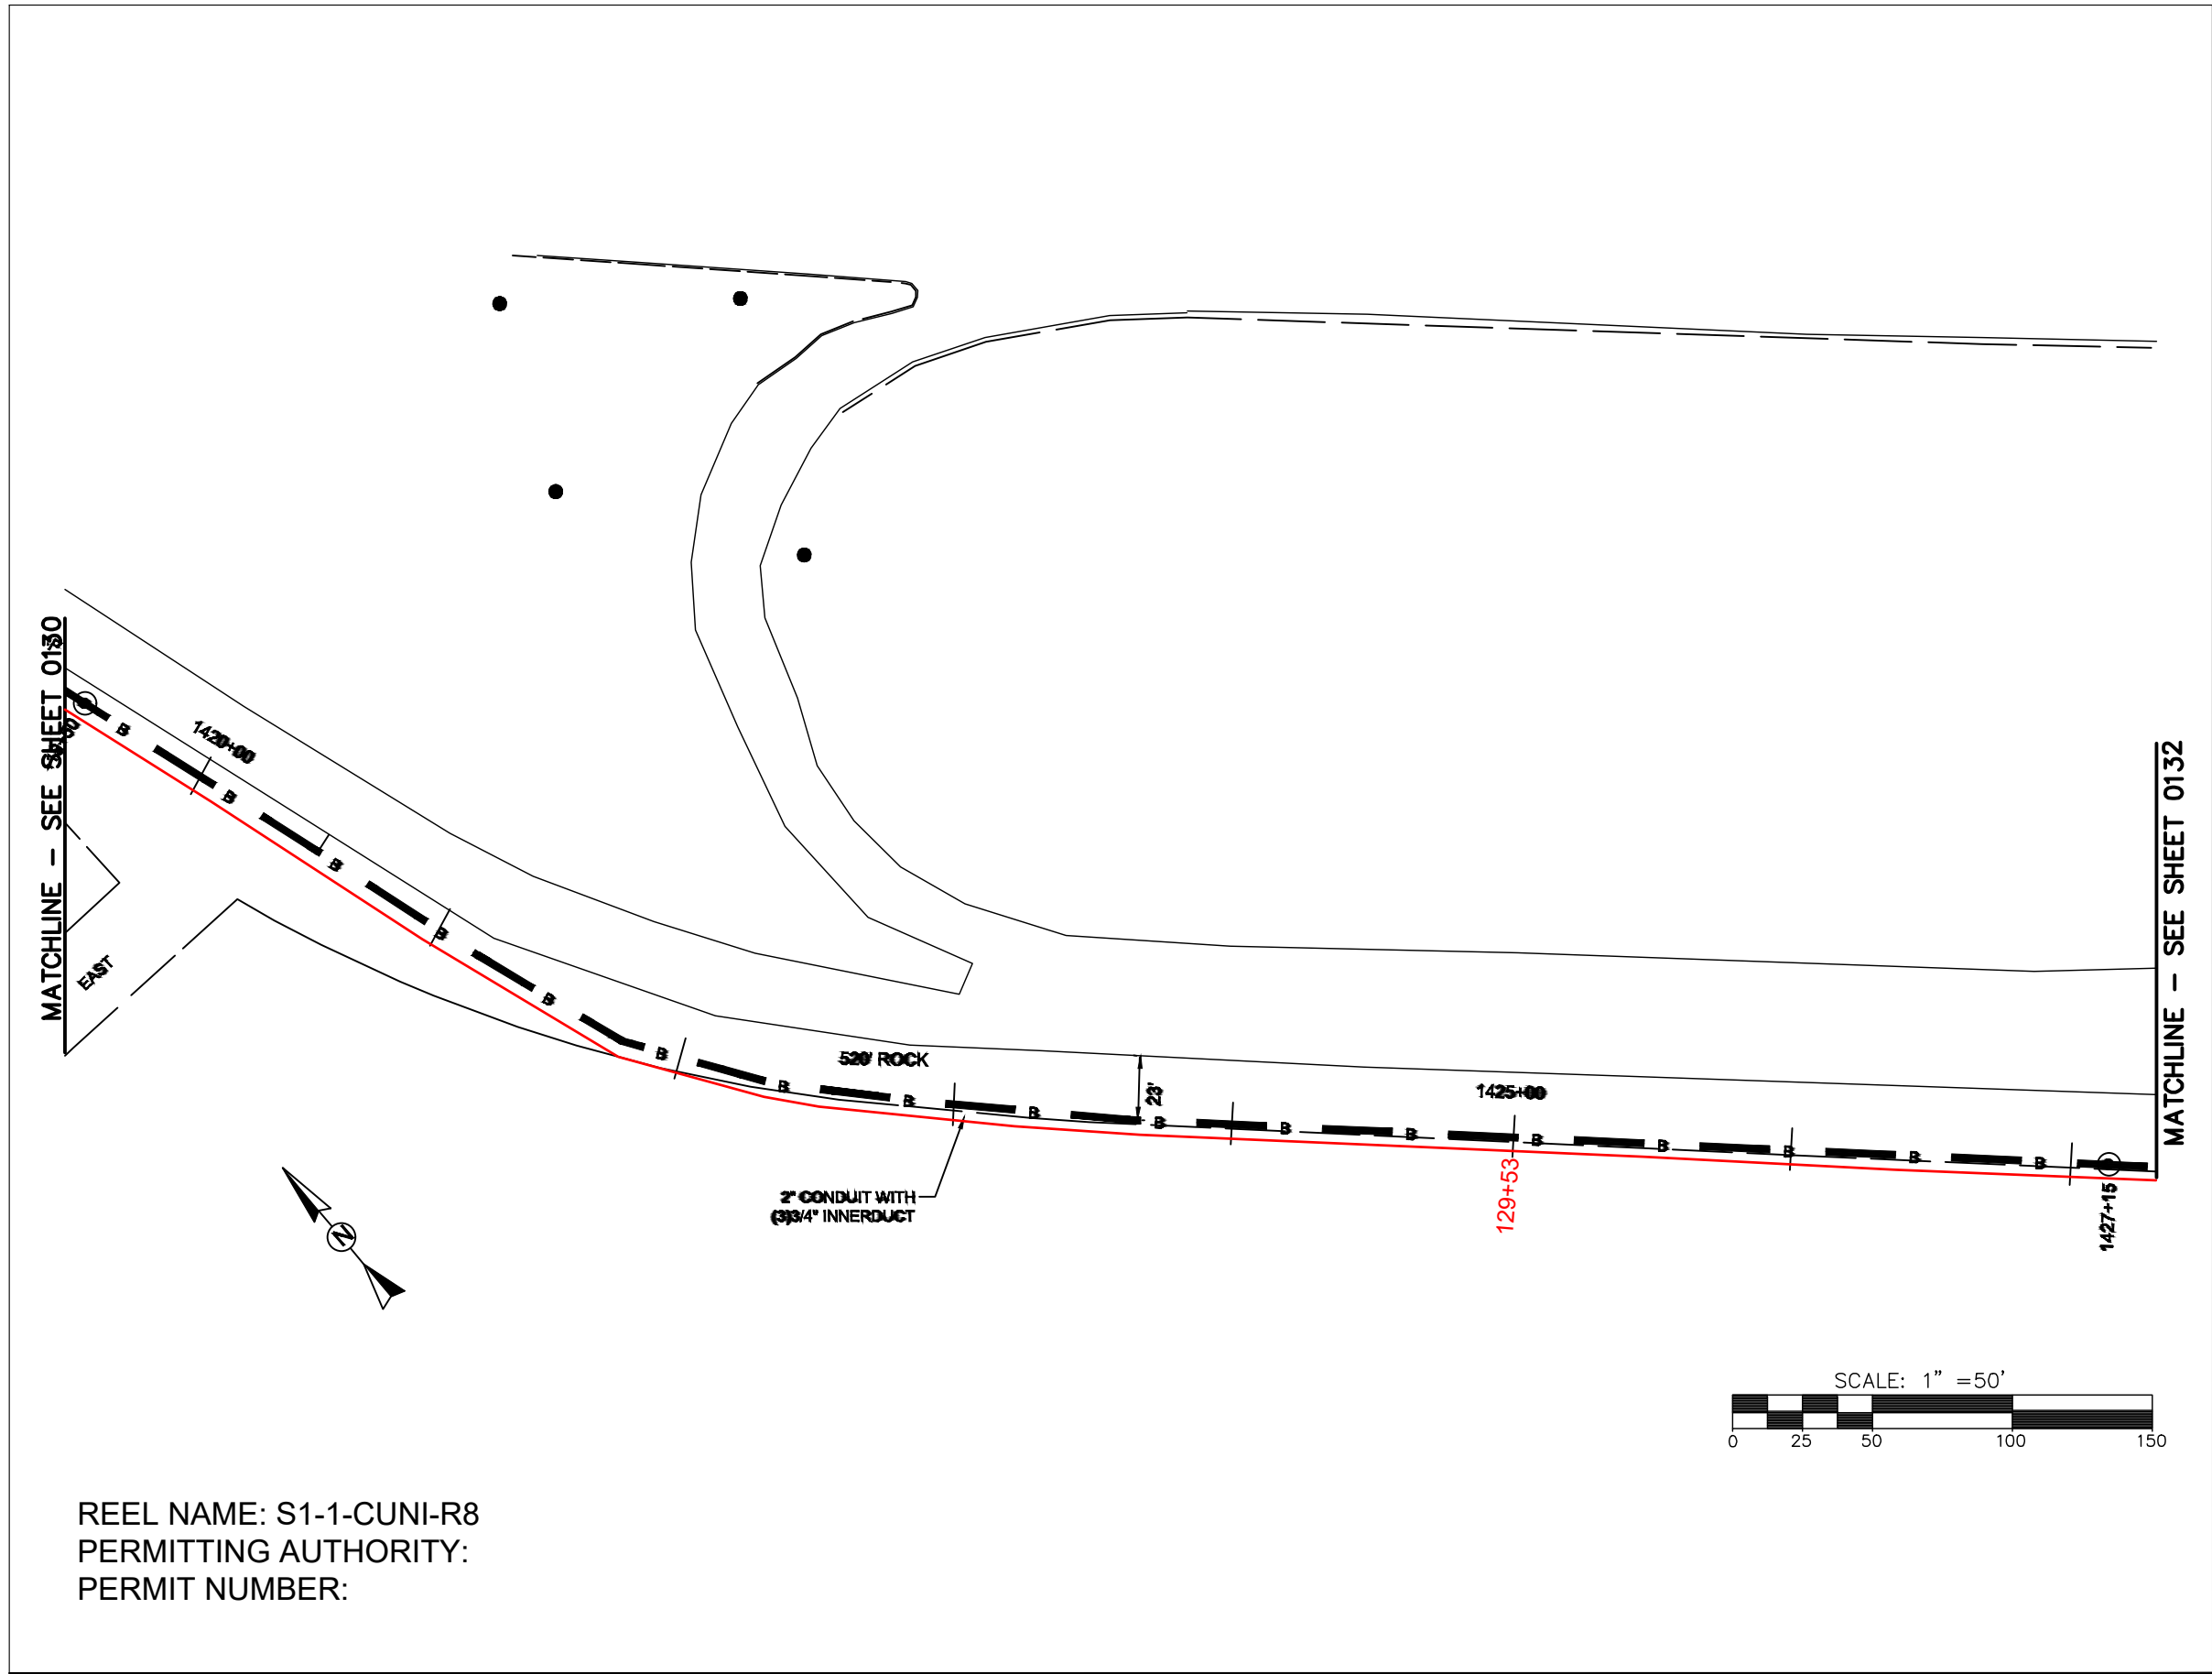 MATCHLINE – SEE SHEET 0130
1420+00
B B B B B B B B B B B B B B B B B
EAST
520' ROCK
23'
1425+00
129+53
2" CONDUIT WITH
(3)3/4" INNERDUCT
1427+15
MATCHLINE – SEE SHEET 0132
N
SCALE: 1" =50'
0 25 50 100 150
REEL NAME: S1-1-CUNI-R8
PERMITTING AUTHORITY:
PERMIT NUMBER: